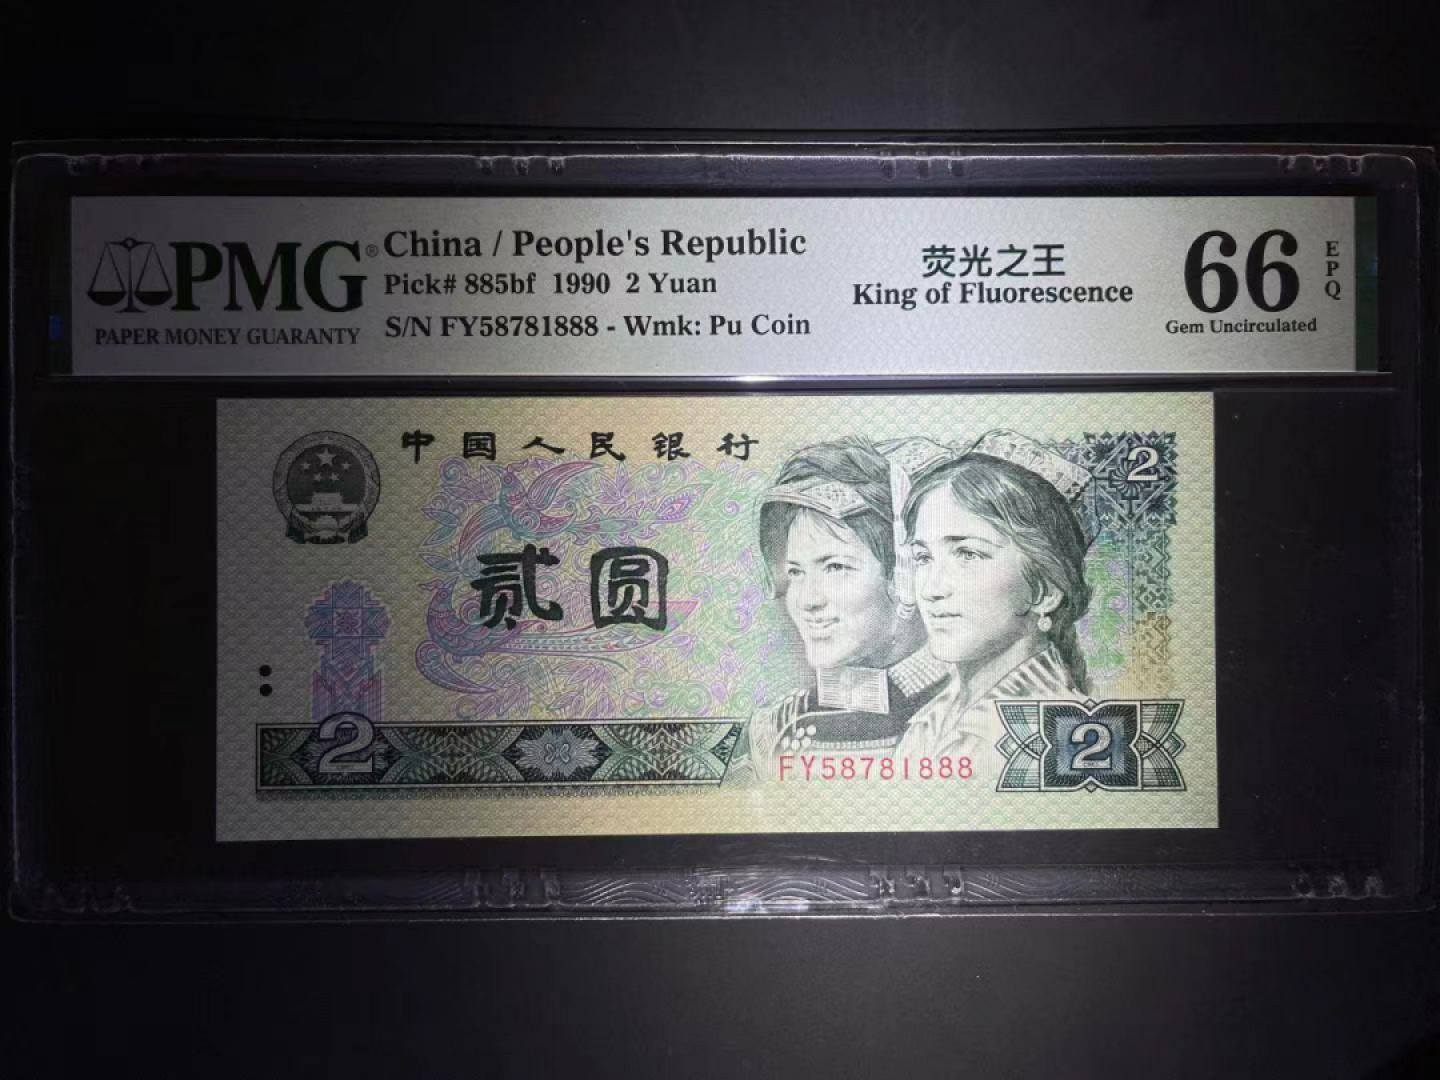 PMG®
PAPER MONEY GUARANTY
China / People's Republic
Pick# 885bf 1990 2 Yuan
S/N FY58781888 - Wmk: Pu Coin
荧光之王
King of Fluorescence
66
EPQ
Gem Uncirculated
中国人民银行
2
贰圆
2
2
FY58781888